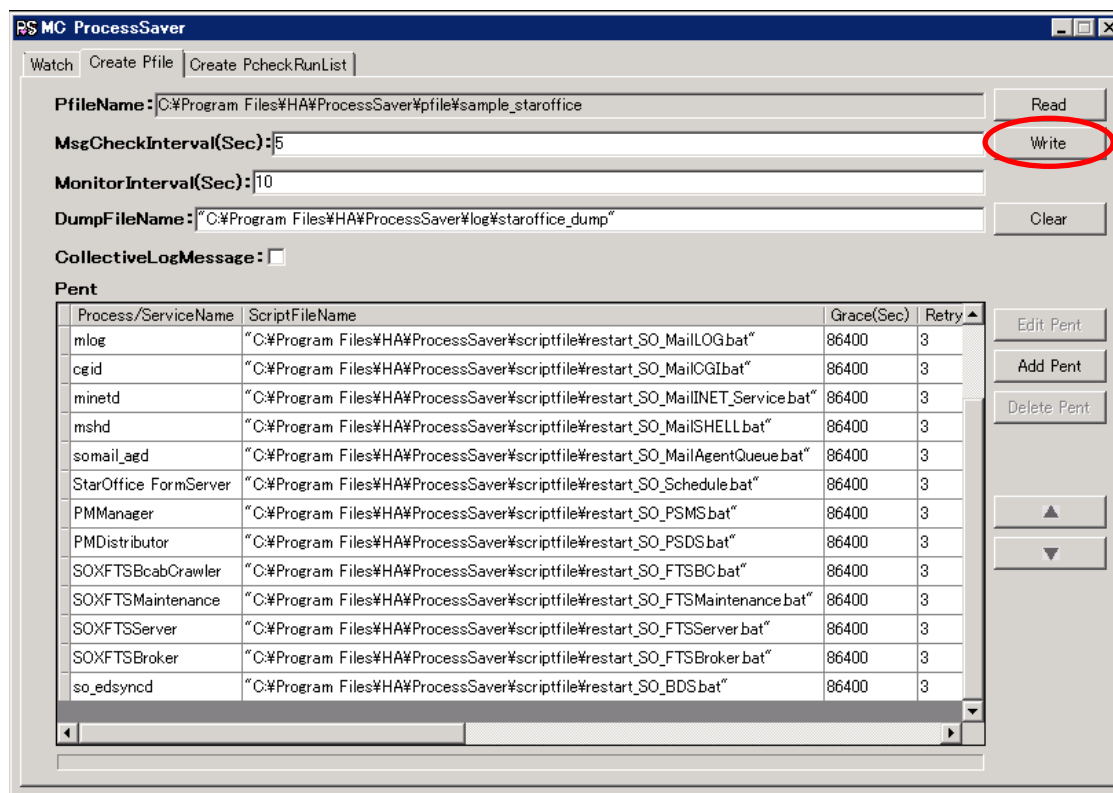 PS MC ProcessSaver
Watch Create Pfile Create PcheckRunList
PfileName: C:¥Program Files¥HA¥ProcessSaver¥pfile¥sample_staroffice Read
MsgCheckInterval(Sec): 5 Write
MonitorInterval(Sec): 10
DumpFileName: "C:¥Program Files¥HA¥ProcessSaver¥log¥staroffice_dump" Clear
CollectiveLogMessage:
Pent
Process/ServiceName ScriptFileName Grace(Sec) Retry
mlog "C:¥Program Files¥HA¥ProcessSaver¥scriptfile¥restart_SO_MailLOG.bat" 86400 3
cgid "C:¥Program Files¥HA¥ProcessSaver¥scriptfile¥restart_SO_MailCGI.bat" 86400 3
minetd "C:¥Program Files¥HA¥ProcessSaver¥scriptfile¥restart_SO_MailINET_Service.bat" 86400 3
mshd "C:¥Program Files¥HA¥ProcessSaver¥scriptfile¥restart_SO_MailSHELL.bat" 86400 3
somail_agd "C:¥Program Files¥HA¥ProcessSaver¥scriptfile¥restart_SO_MailAgentQueue.bat" 86400 3
StarOffice FormServer "C:¥Program Files¥HA¥ProcessSaver¥scriptfile¥restart_SO_Schedule.bat" 86400 3
PMManager "C:¥Program Files¥HA¥ProcessSaver¥scriptfile¥restart_SO_PSMS.bat" 86400 3
PMDistributor "C:¥Program Files¥HA¥ProcessSaver¥scriptfile¥restart_SO_PSDS.bat" 86400 3
SOXFTSBcabCrawler "C:¥Program Files¥HA¥ProcessSaver¥scriptfile¥restart_SO_FTSBC.bat" 86400 3
SOXFTSMaintenance "C:¥Program Files¥HA¥ProcessSaver¥scriptfile¥restart_SO_FTSMaintenance.bat" 86400 3
SOXFTSServer "C:¥Program Files¥HA¥ProcessSaver¥scriptfile¥restart_SO_FTSServer.bat" 86400 3
SOXFTSBroker "C:¥Program Files¥HA¥ProcessSaver¥scriptfile¥restart_SO_FTSBroker.bat" 86400 3
so_edsyncd "C:¥Program Files¥HA¥ProcessSaver¥scriptfile¥restart_SO_BDS.bat" 86400 3
Edit Pent
Add Pent
Delete Pent